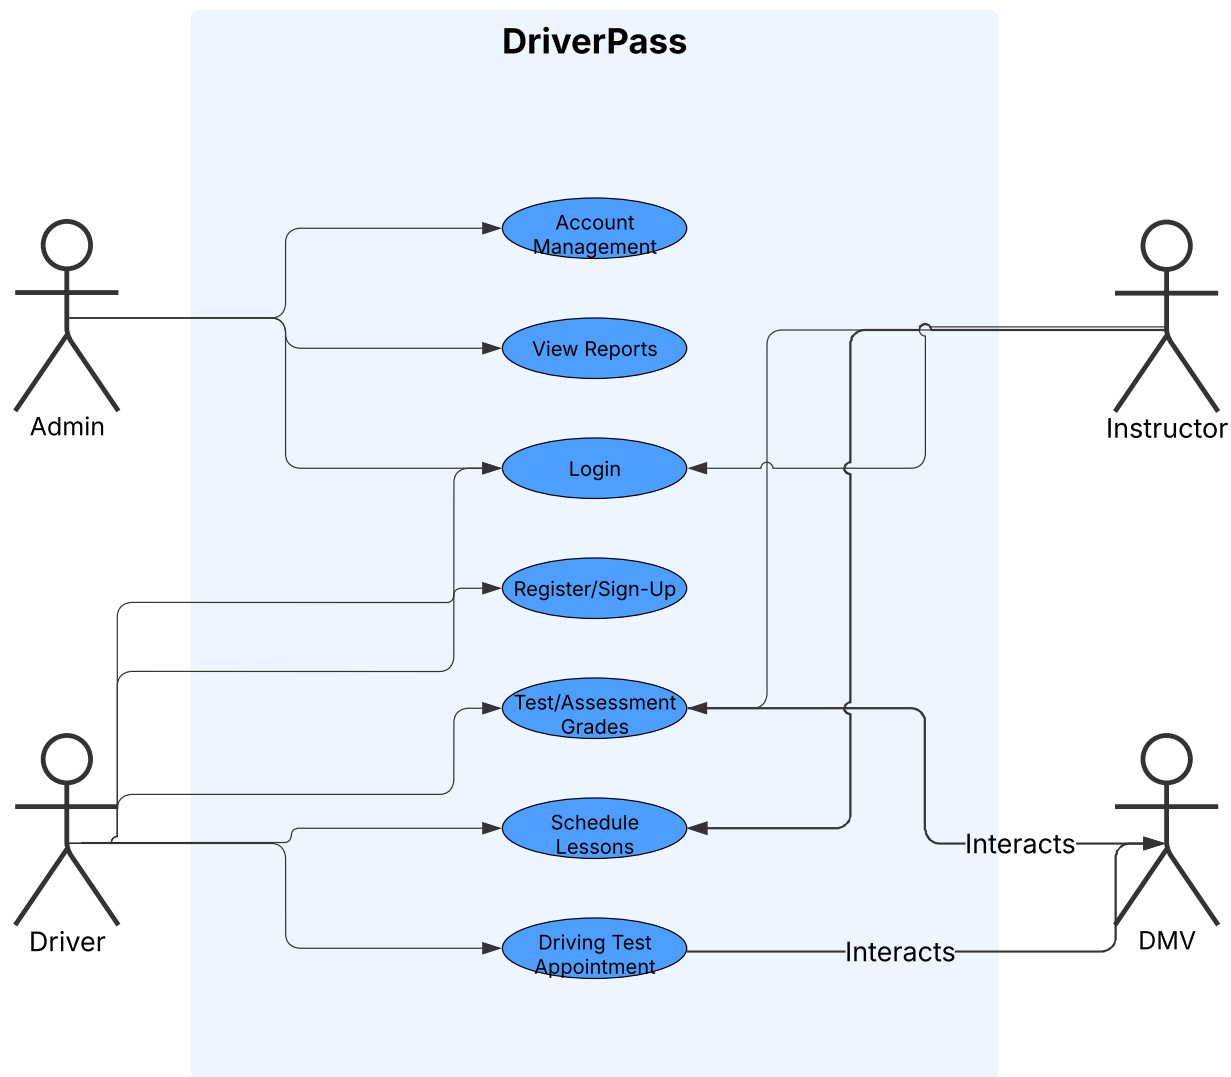 DriverPass
Account
Management
View Reports
Admin
Instructor
Login
Register/Sign-Up
Test/Assessment
Grades
Schedule
Lessons
Interacts
Driver
DMV
Driving Test
Appointment
Interacts